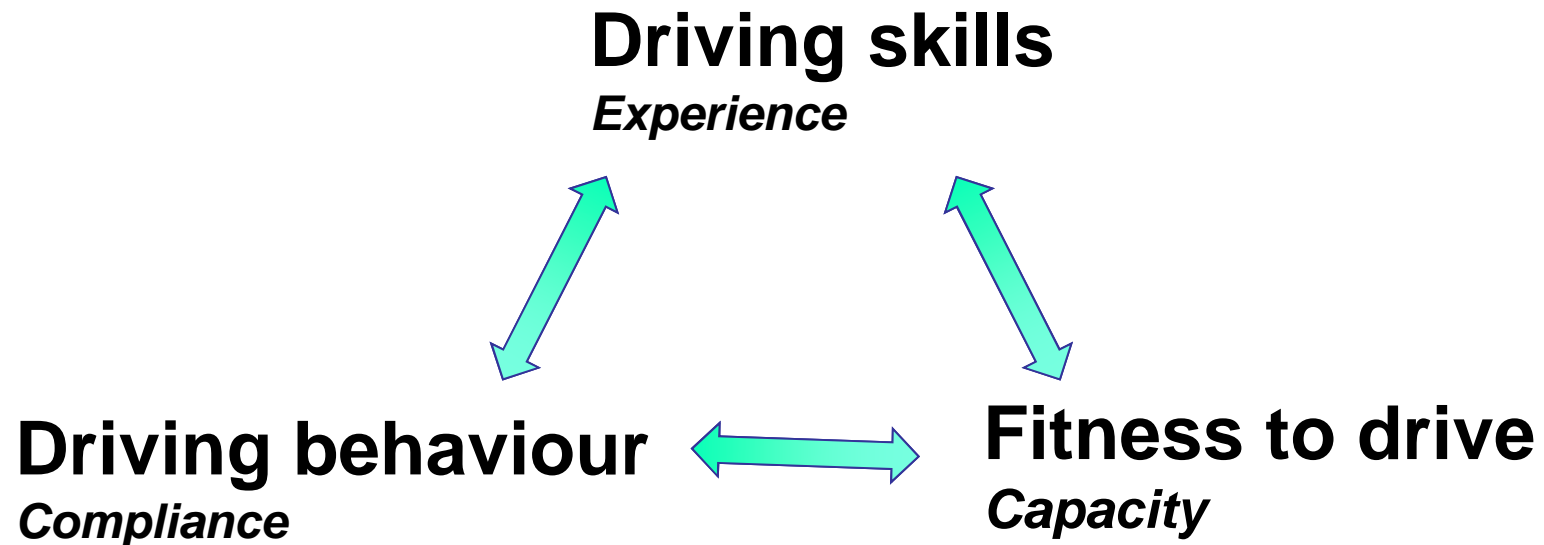 Driving skills
Experience
Driving behaviour
Compliance
Fitness to drive
Capacity